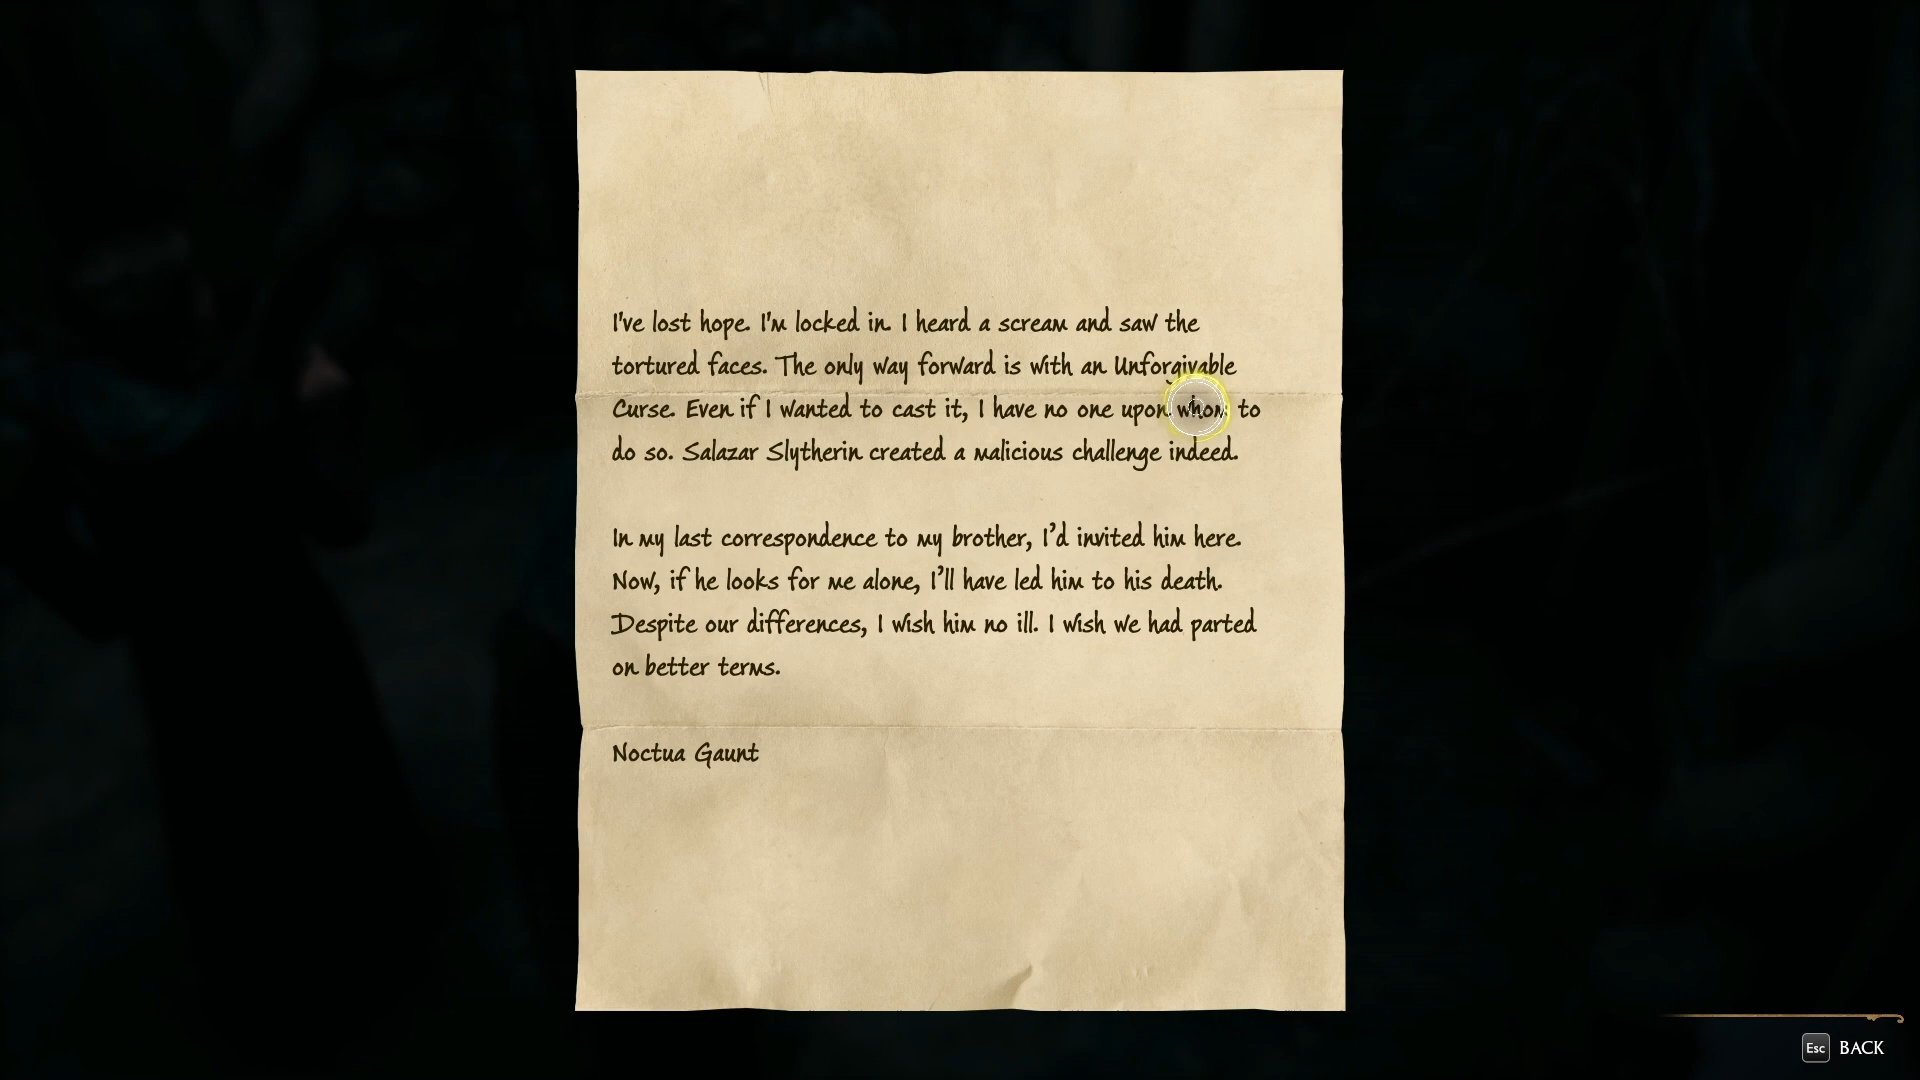 I've lost hope. I'm locked in. I heard a scream and saw the
tortured faces. The only way forward is with an Unforgivable
Curse. Even if I wanted to cast it, I have no one upon whom to
do so. Salazar Slytherin created a malicious challenge indeed.
In my last correspondence to my brother, I'd invited him here.
Now, if he looks for me alone, I'll have led him to his death.
Despite our differences, I wish him no ill. I wish we had parted
on better terms.
Noctua Gaunt
Esc BACK